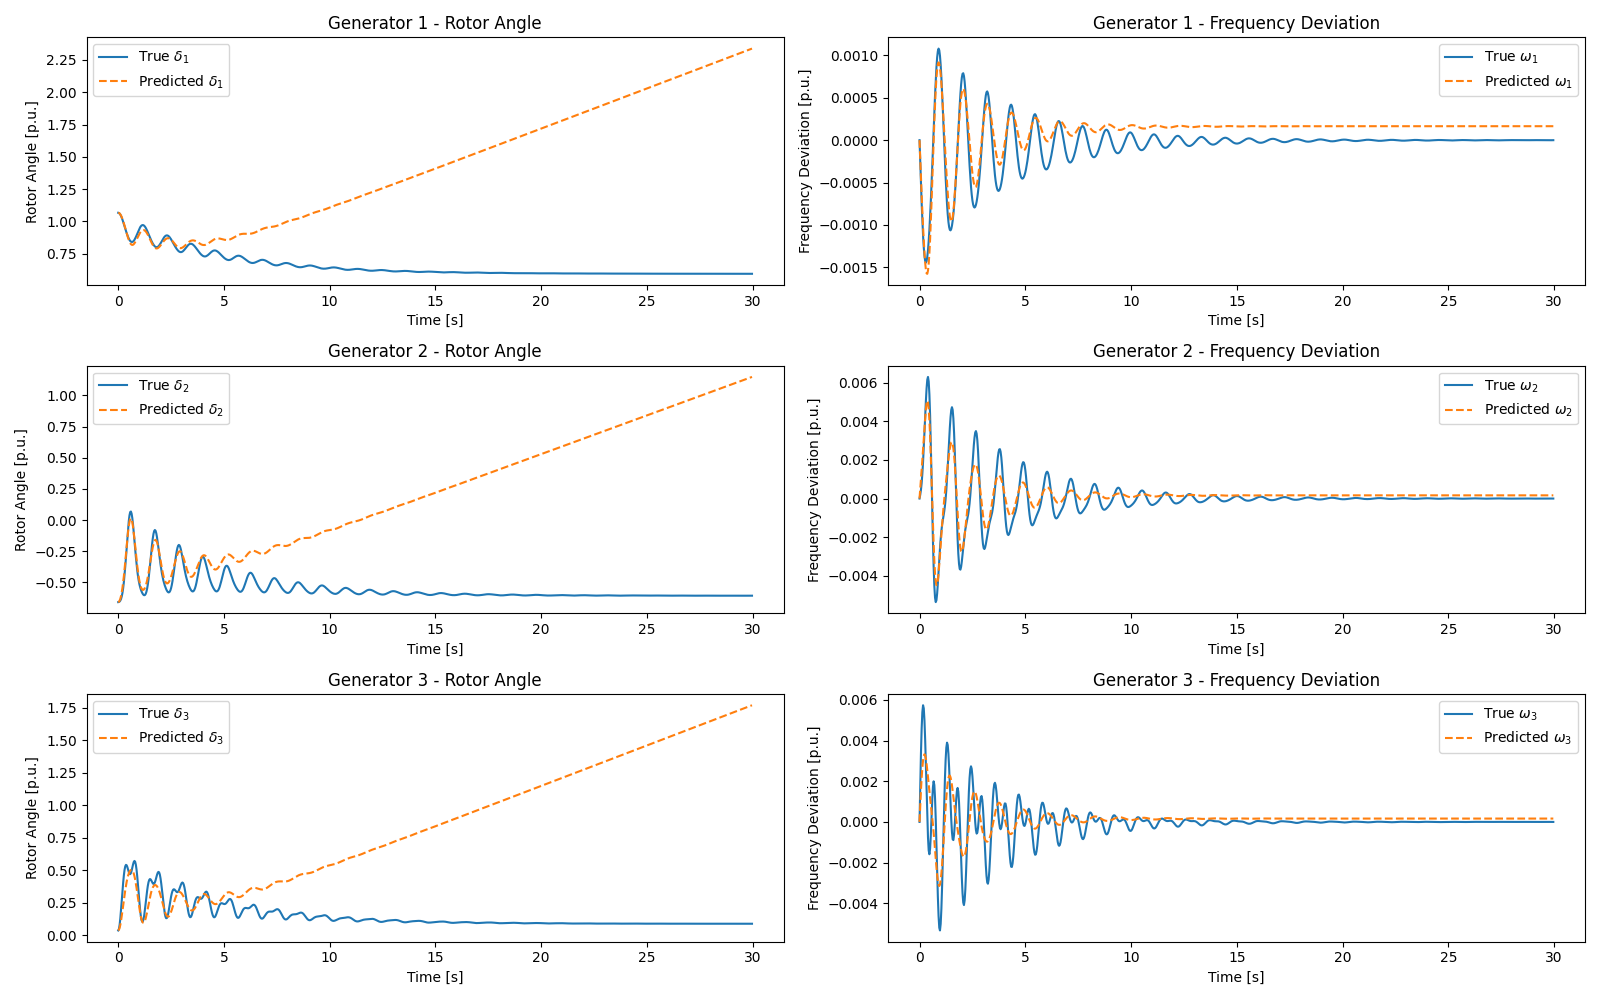 Generator 1 - Rotor Angle
Rotor Angle [p.u.]
2.25
2.00
1.75
1.50
1.25
1.00
0.75
True δ₁
Predicted δ₁
0 5 10 15 20 25 30
Time [s]
Generator 1 - Frequency Deviation
Frequency Deviation [p.u.]
0.0010
0.0005
0.0000
−0.0005
−0.0010
−0.0015
True ω₁
Predicted ω₁
0 5 10 15 20 25 30
Time [s]
Generator 2 - Rotor Angle
Rotor Angle [p.u.]
1.00
0.75
0.50
0.25
0.00
−0.25
−0.50
True δ₂
Predicted δ₂
0 5 10 15 20 25 30
Time [s]
Generator 2 - Frequency Deviation
Frequency Deviation [p.u.]
0.006
0.004
0.002
0.000
−0.002
−0.004
True ω₂
Predicted ω₂
0 5 10 15 20 25 30
Time [s]
Generator 3 - Rotor Angle
Rotor Angle [p.u.]
1.75
1.50
1.25
1.00
0.75
0.50
0.25
0.00
True δ₃
Predicted δ₃
0 5 10 15 20 25 30
Time [s]
Generator 3 - Frequency Deviation
Frequency Deviation [p.u.]
0.006
0.004
0.002
0.000
−0.002
−0.004
True ω₃
Predicted ω₃
0 5 10 15 20 25 30
Time [s]